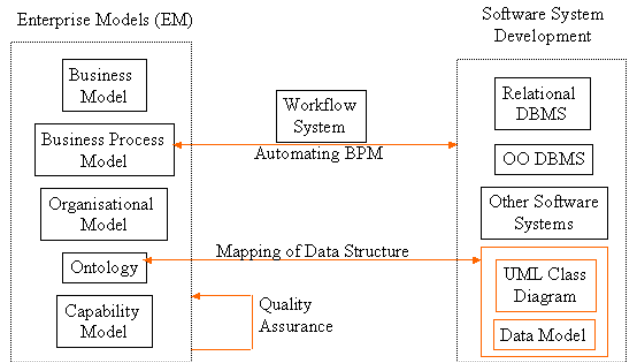 Enterprise Models (EM)
Business
Model
Business Process
Model
Organisational
Model
Ontology
Capability
Model
Workflow
System
Automating BPM
Mapping of Data Structure
Quality
Assurance
Software System
Development
Relational
DBMS
OO DBMS
Other Software
Systems
UML Class
Diagram
Data Model